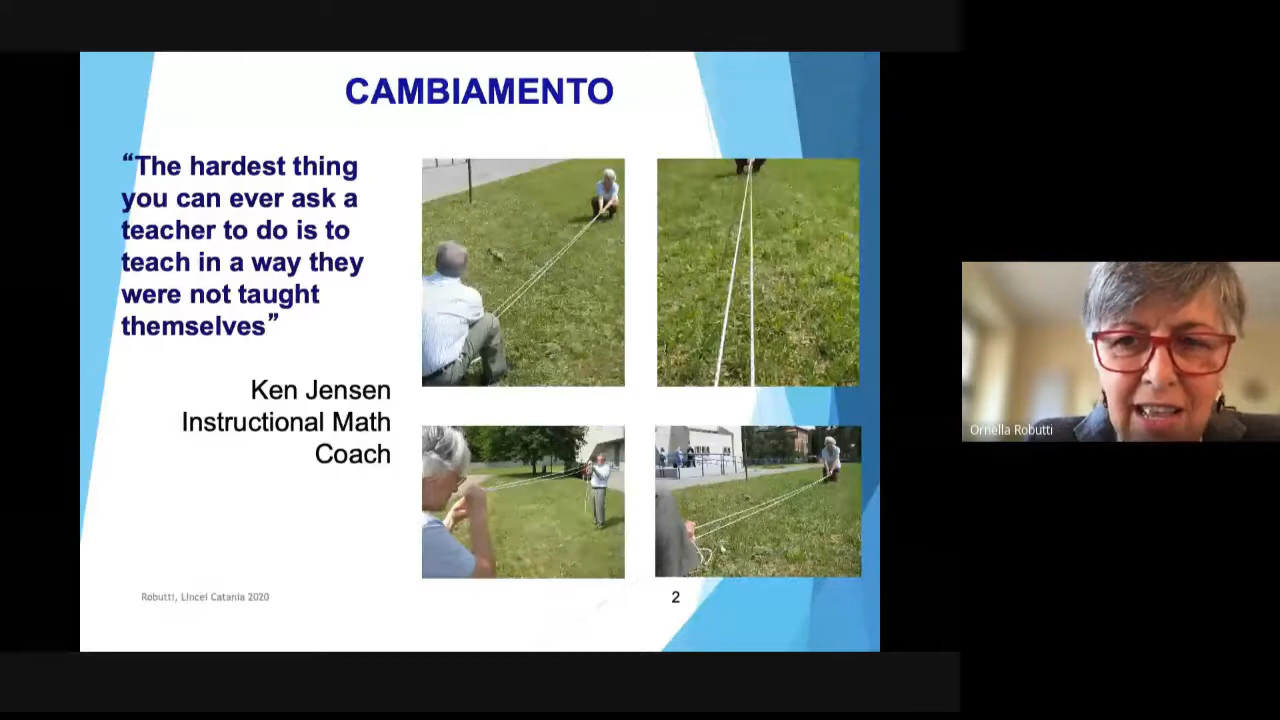 CAMBIAMENTO
“The hardest thing
you can ever ask a
teacher to do is to
teach in a way they
were not taught
themselves”
Ken Jensen
Instructional Math
Coach
Robutti, Lincei Catania 2020
2
Ornella Robutti